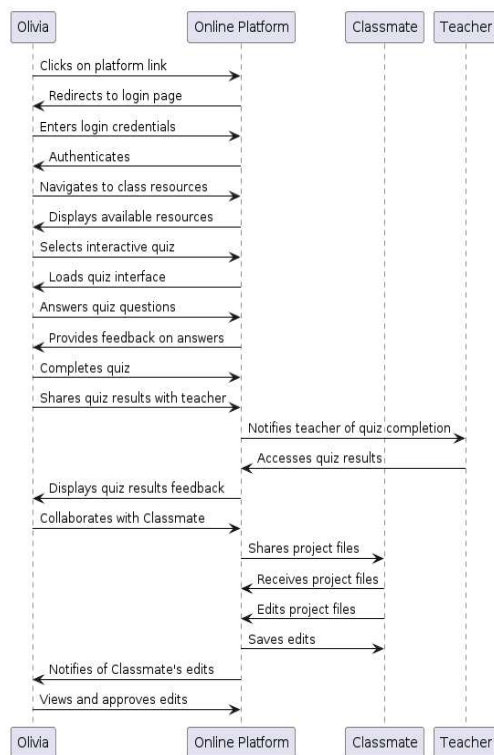 Olivia Online Platform Classmate Teacher
Clicks on platform link
Redirects to login page
Enters login credentials
Authenticates
Navigates to class resources
Displays available resources
Selects interactive quiz
Loads quiz interface
Answers quiz questions
Provides feedback on answers
Completes quiz
Shares quiz results with teacher
Notifies teacher of quiz completion
Accesses quiz results
Displays quiz results feedback
Collaborates with Classmate
Shares project files
Receives project files
Edits project files
Saves edits
Notifies of Classmate's edits
Views and approves edits
Olivia Online Platform Classmate Teacher